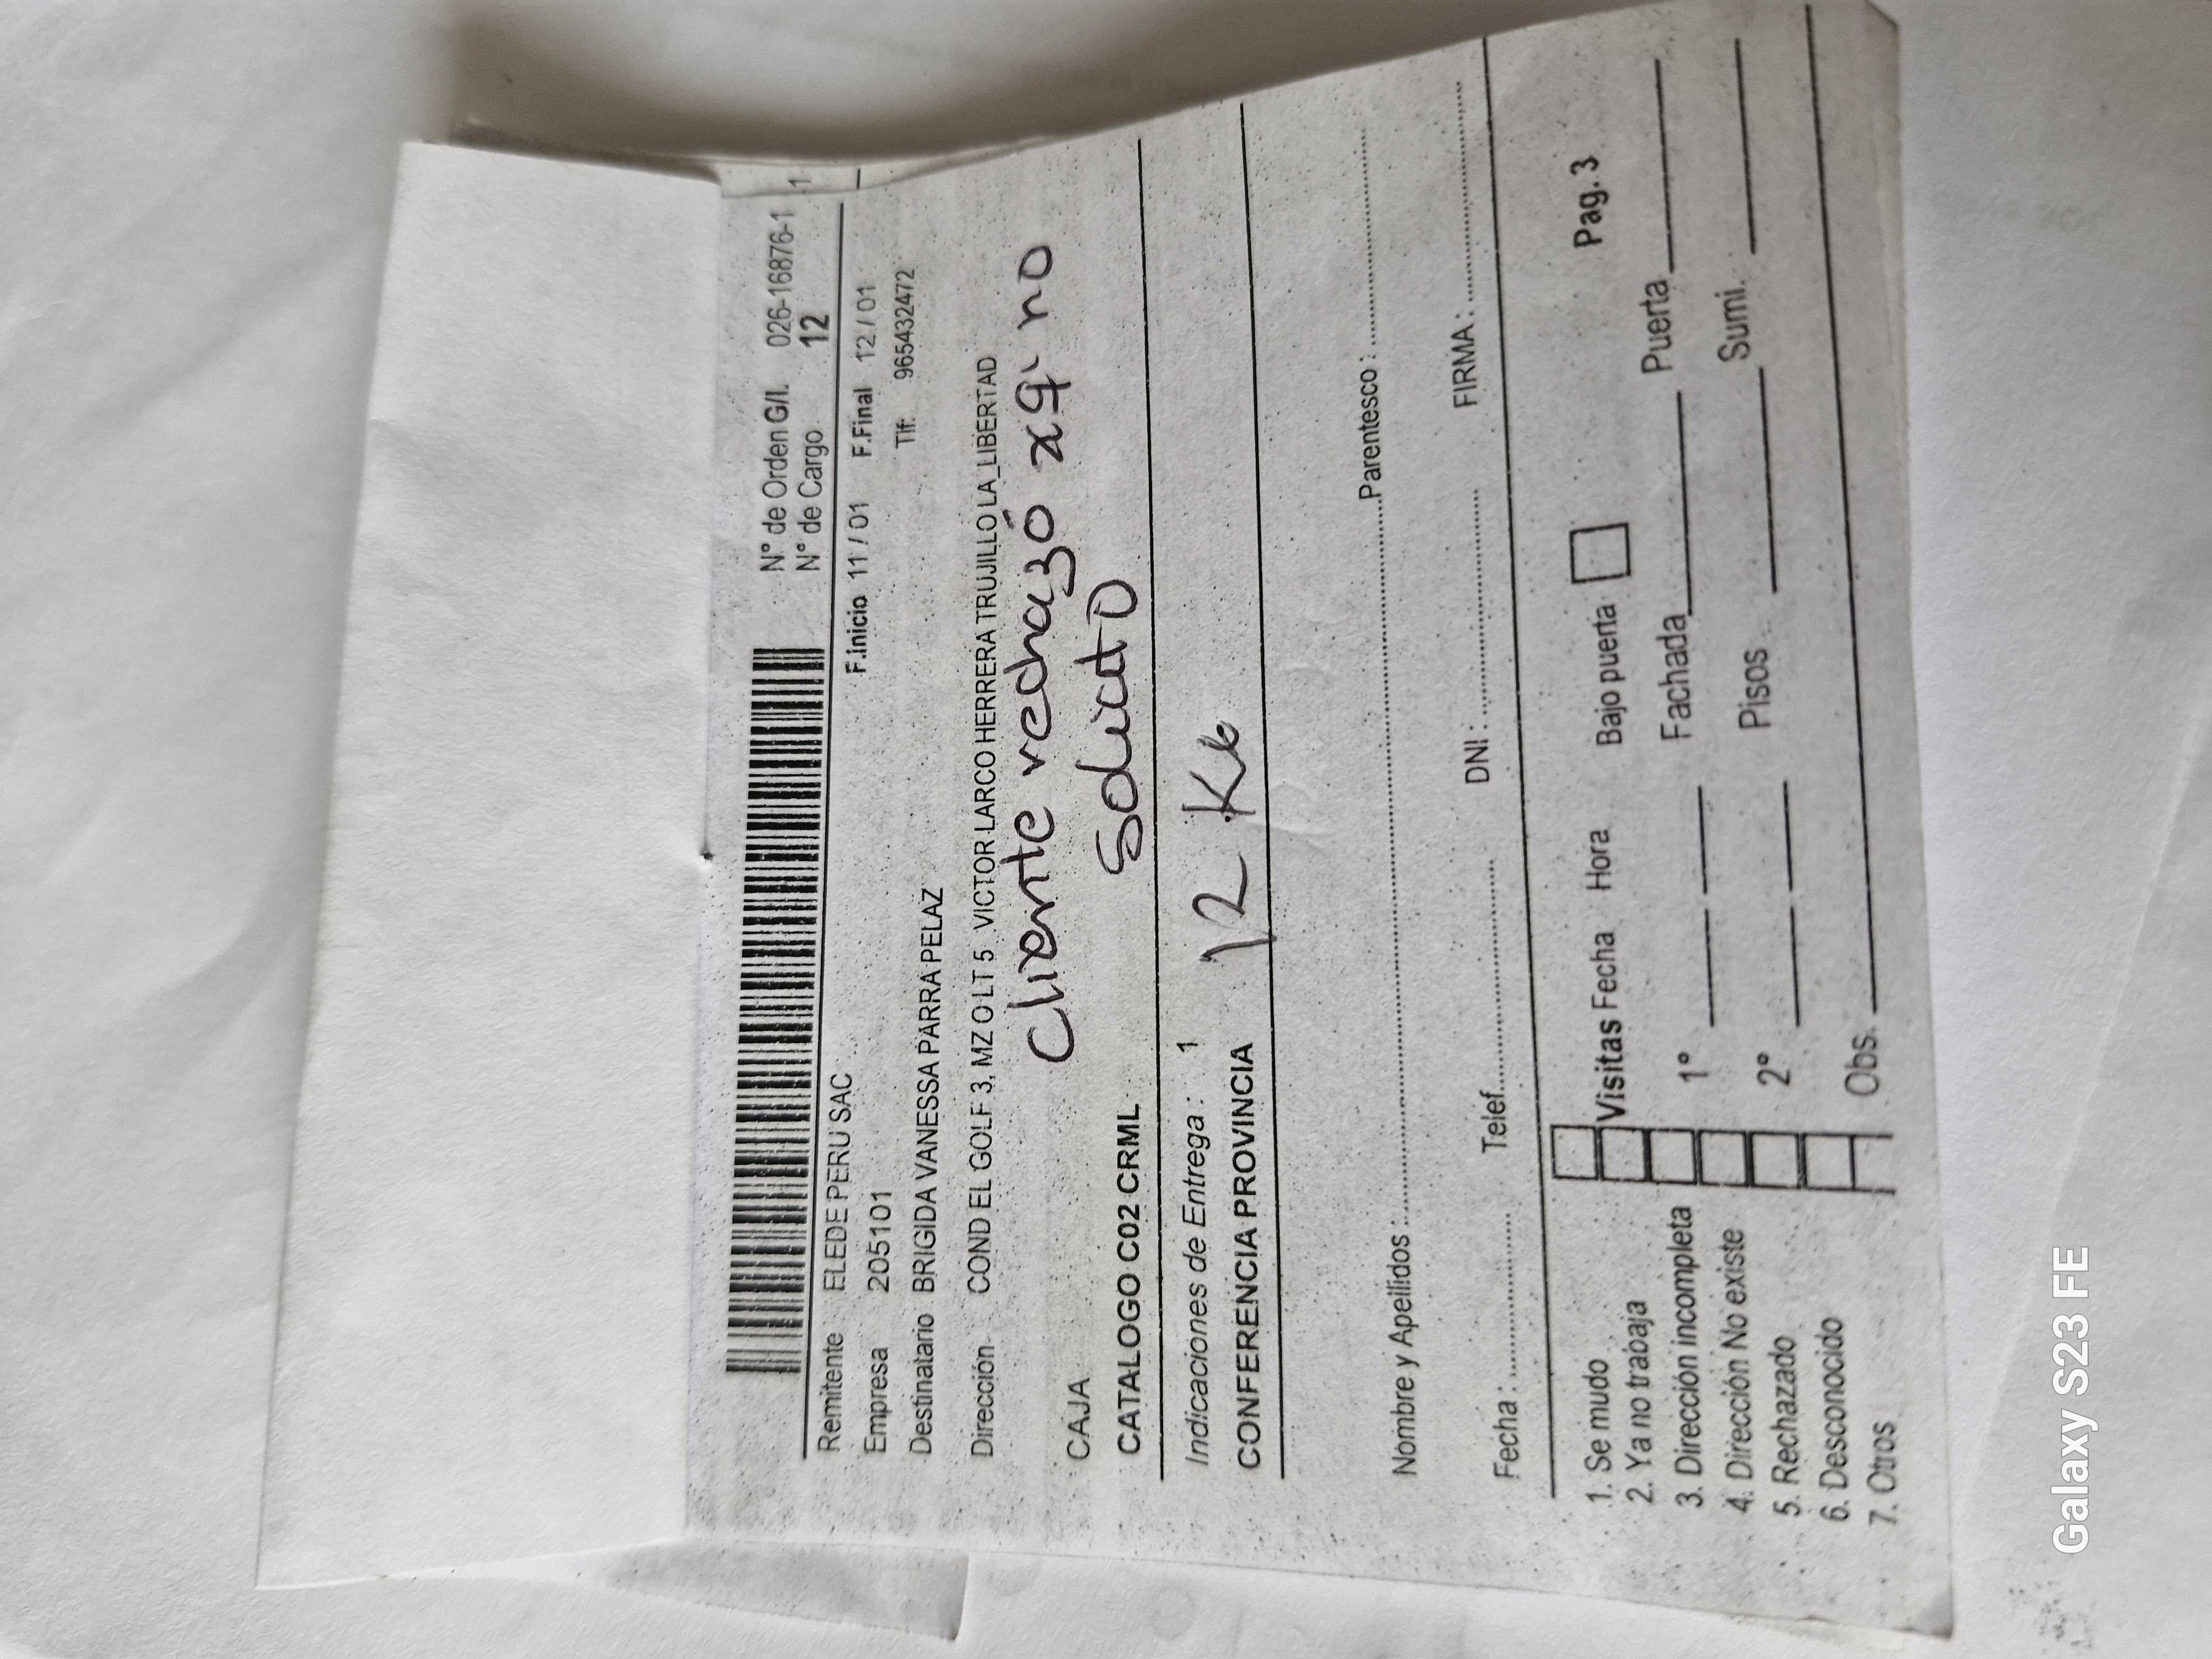 N° de Orden G/I. 026-16876-1 1
N° de Cargo 12
F.Inicio 11 / 01 F.Final 12 / 01
Remitente ELEDE PERU SAC
Empresa 205101 Tlf: 965432472
Destinatario BRIGIDA VANESSA PARRA PELAZ
Dirección COND EL GOLF 3, MZ O LT 5 VICTOR LARCO HERRERA TRUJILLO LA_LIBERTAD
cliente rechazó xq' no
CAJA
solicitó
CATALOGO C02 CRML
Indicaciones de Entrega : 1
12 K
CONFERENCIA PROVINCIA
Nombre y Apellidos : Parentesco :
Fecha : Telef. DNI : FIRMA :
1. Se mudo
2. Ya no trabaja
3. Dirección incompleta
4. Dirección No existe
5. Rechazado
6. Desconocido
7. Otros
Visitas Fecha Hora Bajo puerta Pag. 3
1° Fachada Puerta
2° Pisos Sumi.
Obs.
Galaxy S23 FE